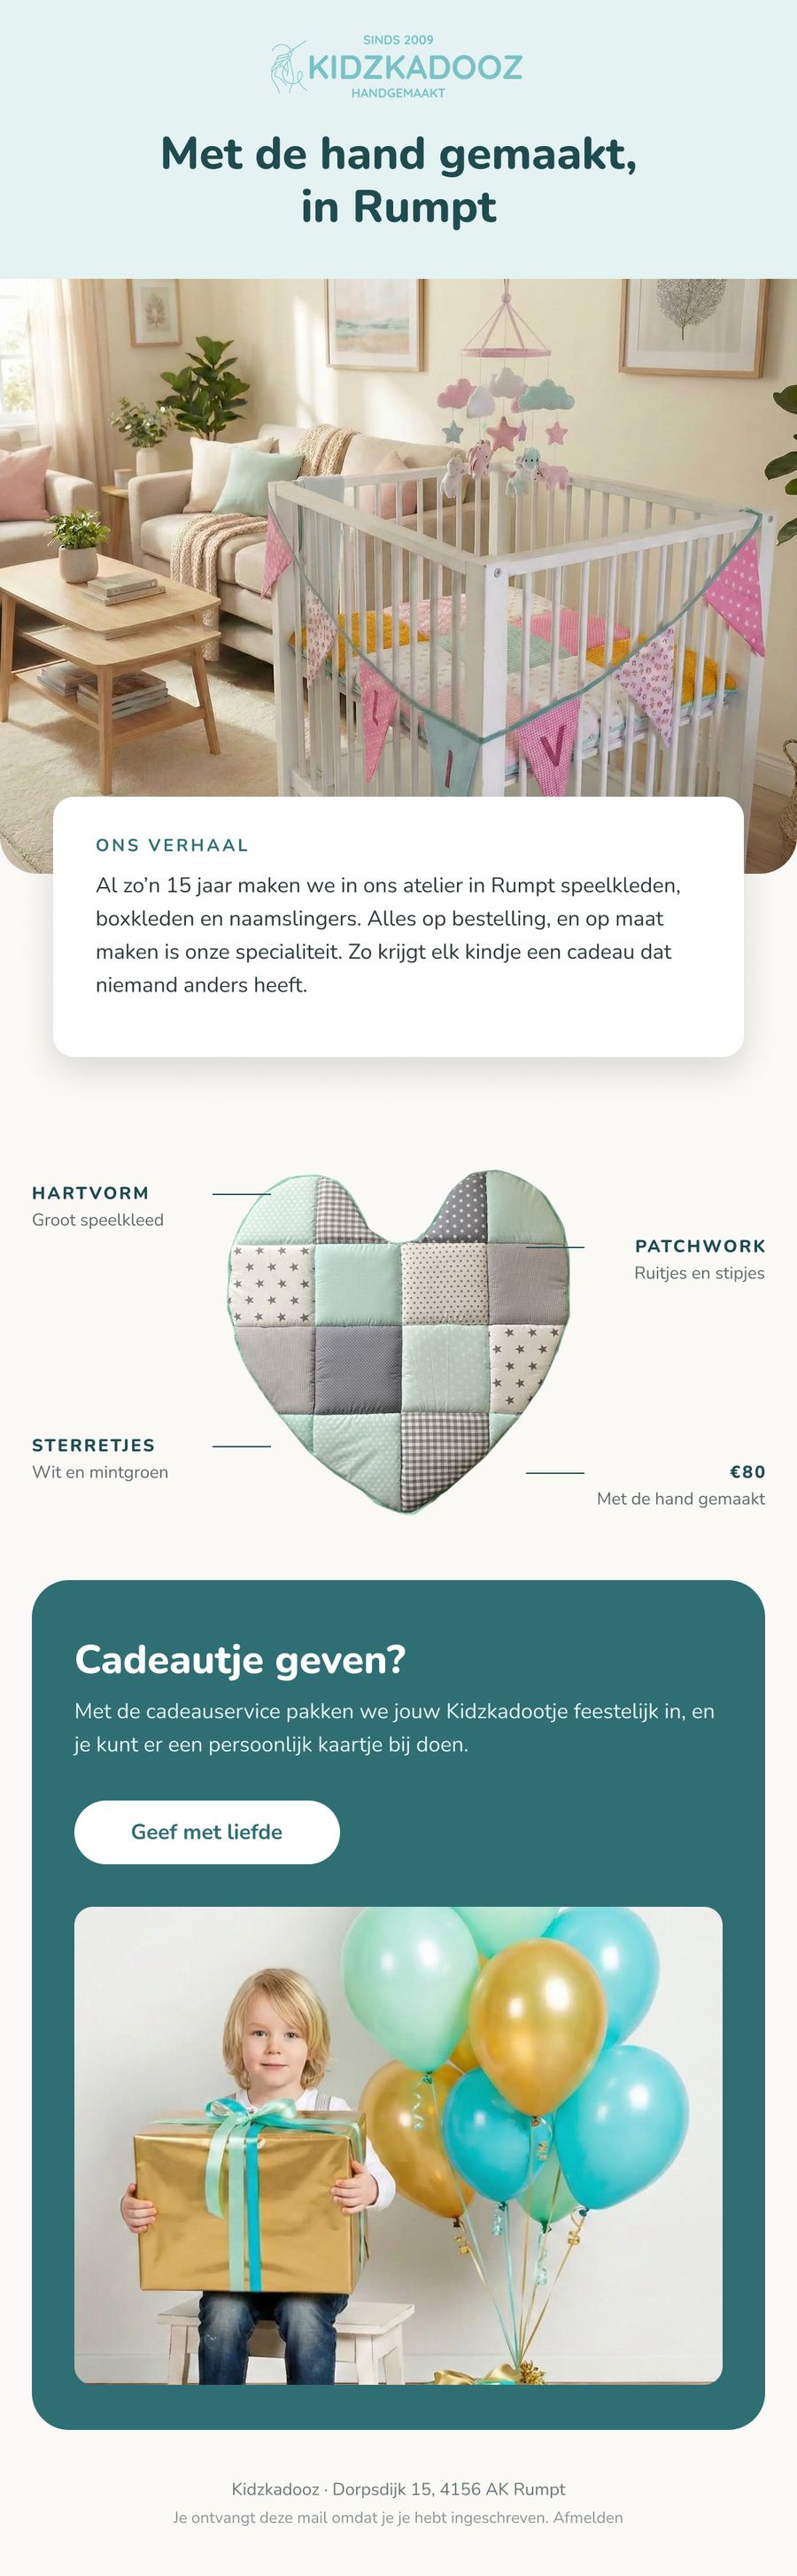 SINDS 2009
KIDZKADOOZ
HANDGEMAAKT
Met de hand gemaakt,
in Rumpt
L I V
ONS VERHAAL
Al zo’n 15 jaar maken we in ons atelier in Rumpt speelkleden,
boxkleden en naamslingers. Alles op bestelling, en op maat
maken is onze specialiteit. Zo krijgt elk kindje een cadeau dat
niemand anders heeft.
HARTVORM
Groot speelkleed
PATCHWORK
Ruitjes en stipjes
STERRETJES
Wit en mintgroen
€80
Met de hand gemaakt
Cadeautje geven?
Met de cadeauservice pakken we jouw Kidzkadootje feestelijk in, en
je kunt er een persoonlijk kaartje bij doen.
Geef met liefde
Kidzkadooz · Dorpsdijk 15, 4156 AK Rumpt
Je ontvangt deze mail omdat je je hebt ingeschreven. Afmelden